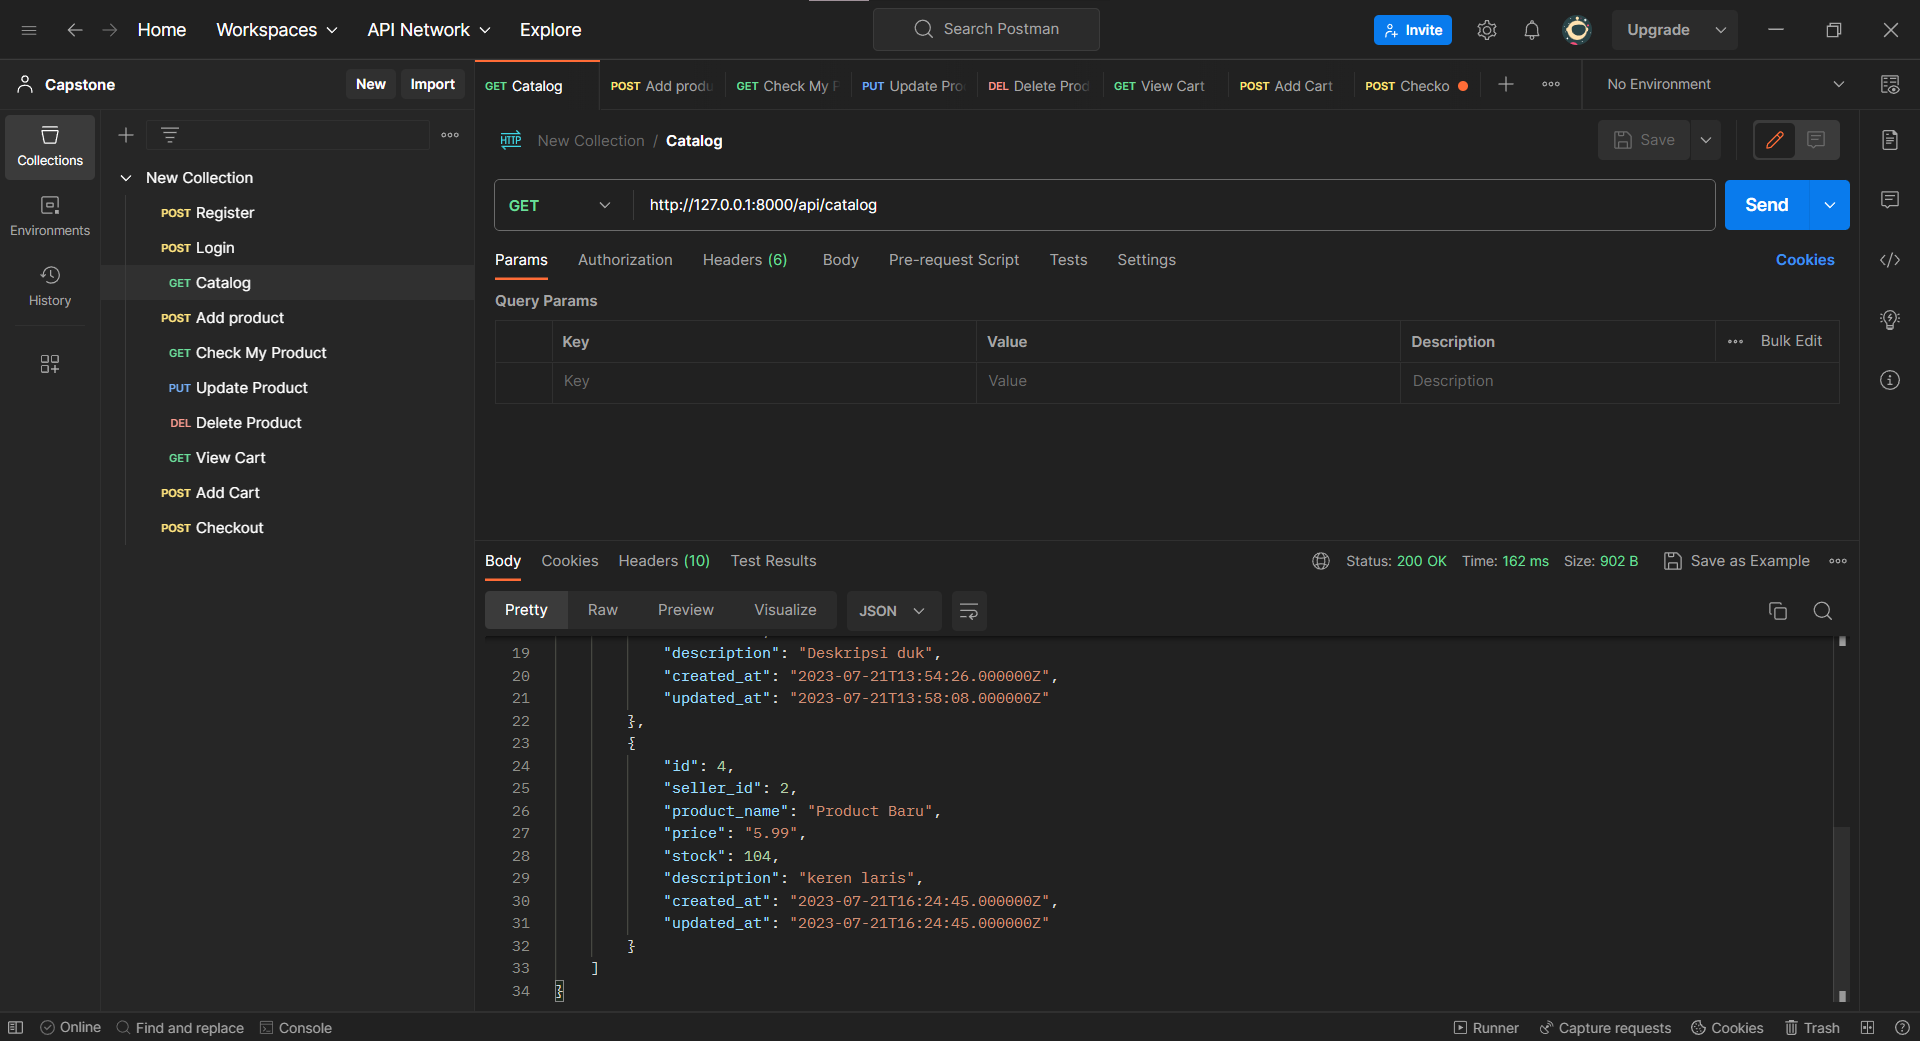 Home Workspaces API Network Explore Search Postman Invite Upgrade
Capstone New Import
GET Catalog POST Add produ GET Check My P PUT Update Pro DEL Delete Prod GET View Cart POST Add Cart POST Checko No Environment
Collections
Environments
History
New Collection
POST Register
POST Login
GET Catalog
POST Add product
GET Check My Product
PUT Update Product
DEL Delete Product
GET View Cart
POST Add Cart
POST Checkout
HTTP New Collection / Catalog Save
GET http://127.0.0.1:8000/api/catalog Send
Params Authorization Headers (6) Body Pre-request Script Tests Settings Cookies
Query Params
Key Value Description Bulk Edit
Key Value Description
Body Cookies Headers (10) Test Results Status: 200 OK Time: 162 ms Size: 902 B Save as Example
Pretty Raw Preview Visualize JSON
19 "description": "Deskripsi duk",
20 "created_at": "2023-07-21T13:54:26.000000Z",
21 "updated_at": "2023-07-21T13:58:08.000000Z"
22 },
23 {
24 "id": 4,
25 "seller_id": 2,
26 "product_name": "Product Baru",
27 "price": "5.99",
28 "stock": 104,
29 "description": "keren laris",
30 "created_at": "2023-07-21T16:24:45.000000Z",
31 "updated_at": "2023-07-21T16:24:45.000000Z"
32 }
33 ]
34 }
Online Find and replace Console Runner Capture requests Cookies Trash